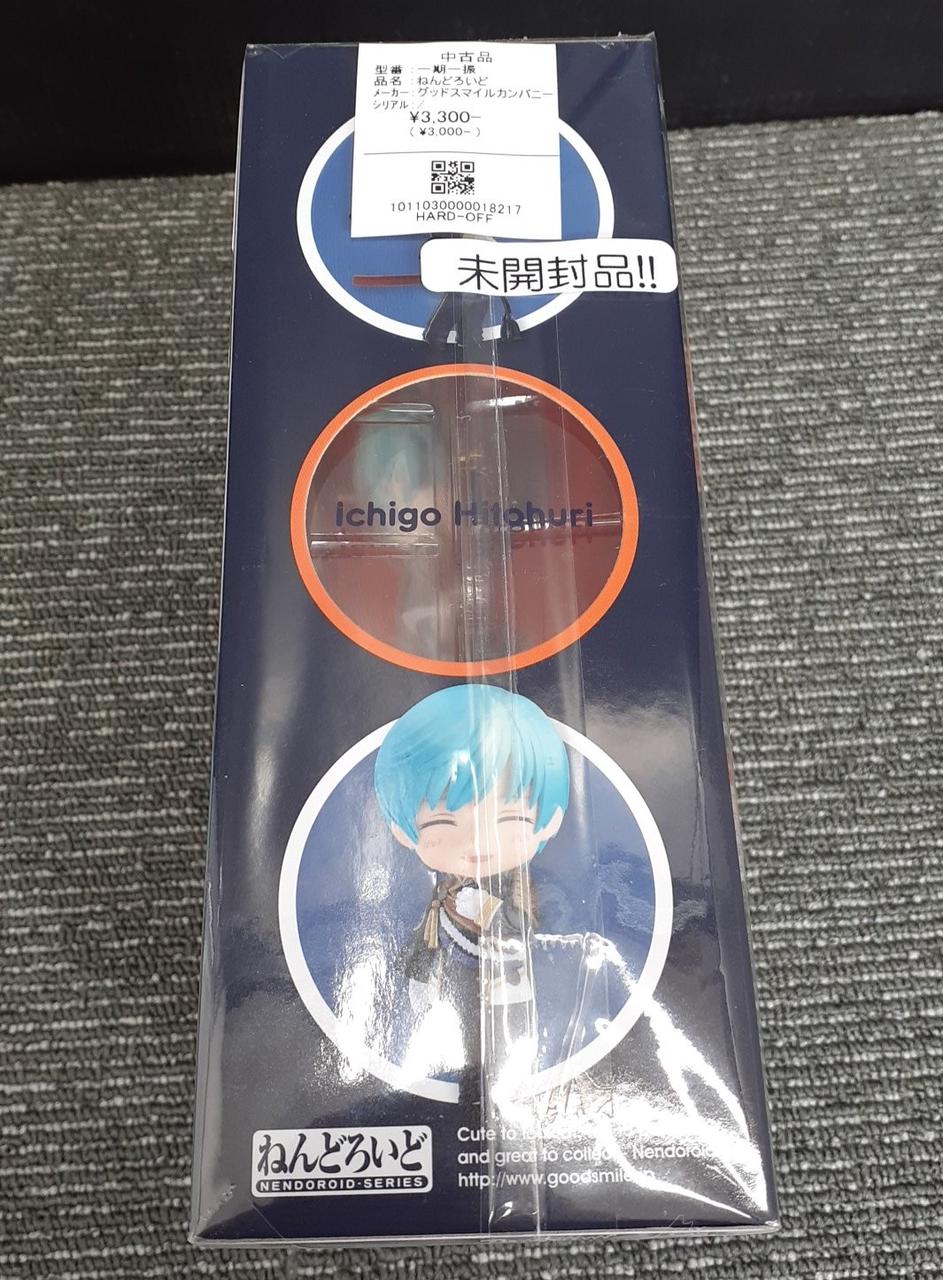 中古品
型番：一期一振
品名：ねんどろいど
メーカー：グッドスマイルカンパニー
シリアル：/
¥3,300-
(¥3,000-)
1011030000018217
HARD-OFF
未開封品!!
Ichigo Hitohuri
ねんどろいど
NENDOROID-SERIES
Cute to
and great to Nendoroid
http://www.goodsmile